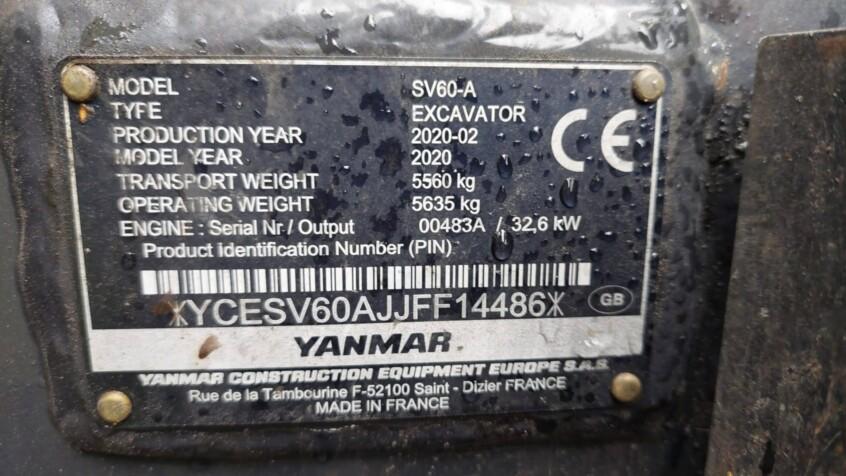 MODEL SV60-A
TYPE EXCAVATOR
PRODUCTION YEAR 2020-02
MODEL YEAR 2020
TRANSPORT WEIGHT 5560 kg
OPERATING WEIGHT 5635 kg
ENGINE : Serial Nr / Output 00483A / 32,6 kW
CE
Product Identification Number (PIN)
*YCESV60AJJFF14486*
GB
YANMAR
YANMAR CONSTRUCTION EQUIPMENT EUROPE S.A.S.
Rue de la Tambourine F-52100 Saint - Dizier FRANCE
MADE IN FRANCE